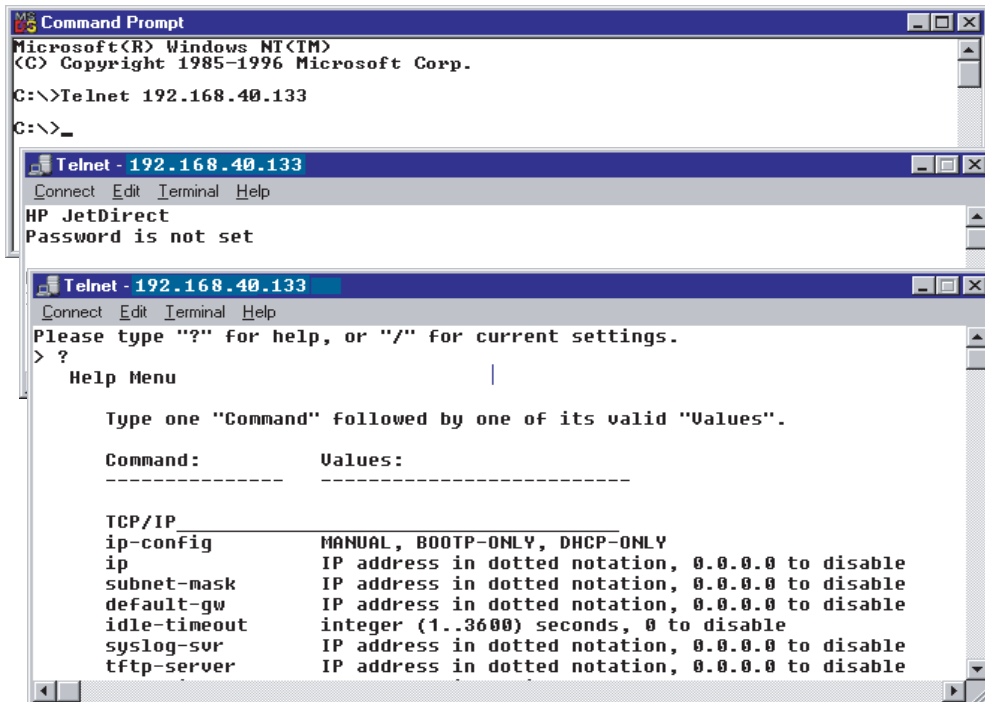 Command Prompt
Microsoft(R) Windows NT(TM)
(C) Copyright 1985-1996 Microsoft Corp.
C:\>Telnet 192.168.40.133
C:\>_
Telnet - 192.168.40.133
Connect Edit Terminal Help
HP JetDirect
Password is not set
Telnet - 192.168.40.133
Connect Edit Terminal Help
Please type "?" for help, or "/" for current settings.
> ?
Help Menu
Type one "Command" followed by one of its valid "Values".
Command: Values:
--------------- --------------------------
TCP/IP_____________________________________
ip-config MANUAL, BOOTP-ONLY, DHCP-ONLY
ip IP address in dotted notation, 0.0.0.0 to disable
subnet-mask IP address in dotted notation, 0.0.0.0 to disable
default-gw IP address in dotted notation, 0.0.0.0 to disable
idle-timeout integer (1..3600) seconds, 0 to disable
syslog-svr IP address in dotted notation, 0.0.0.0 to disable
tftp-server IP address in dotted notation, 0.0.0.0 to disable